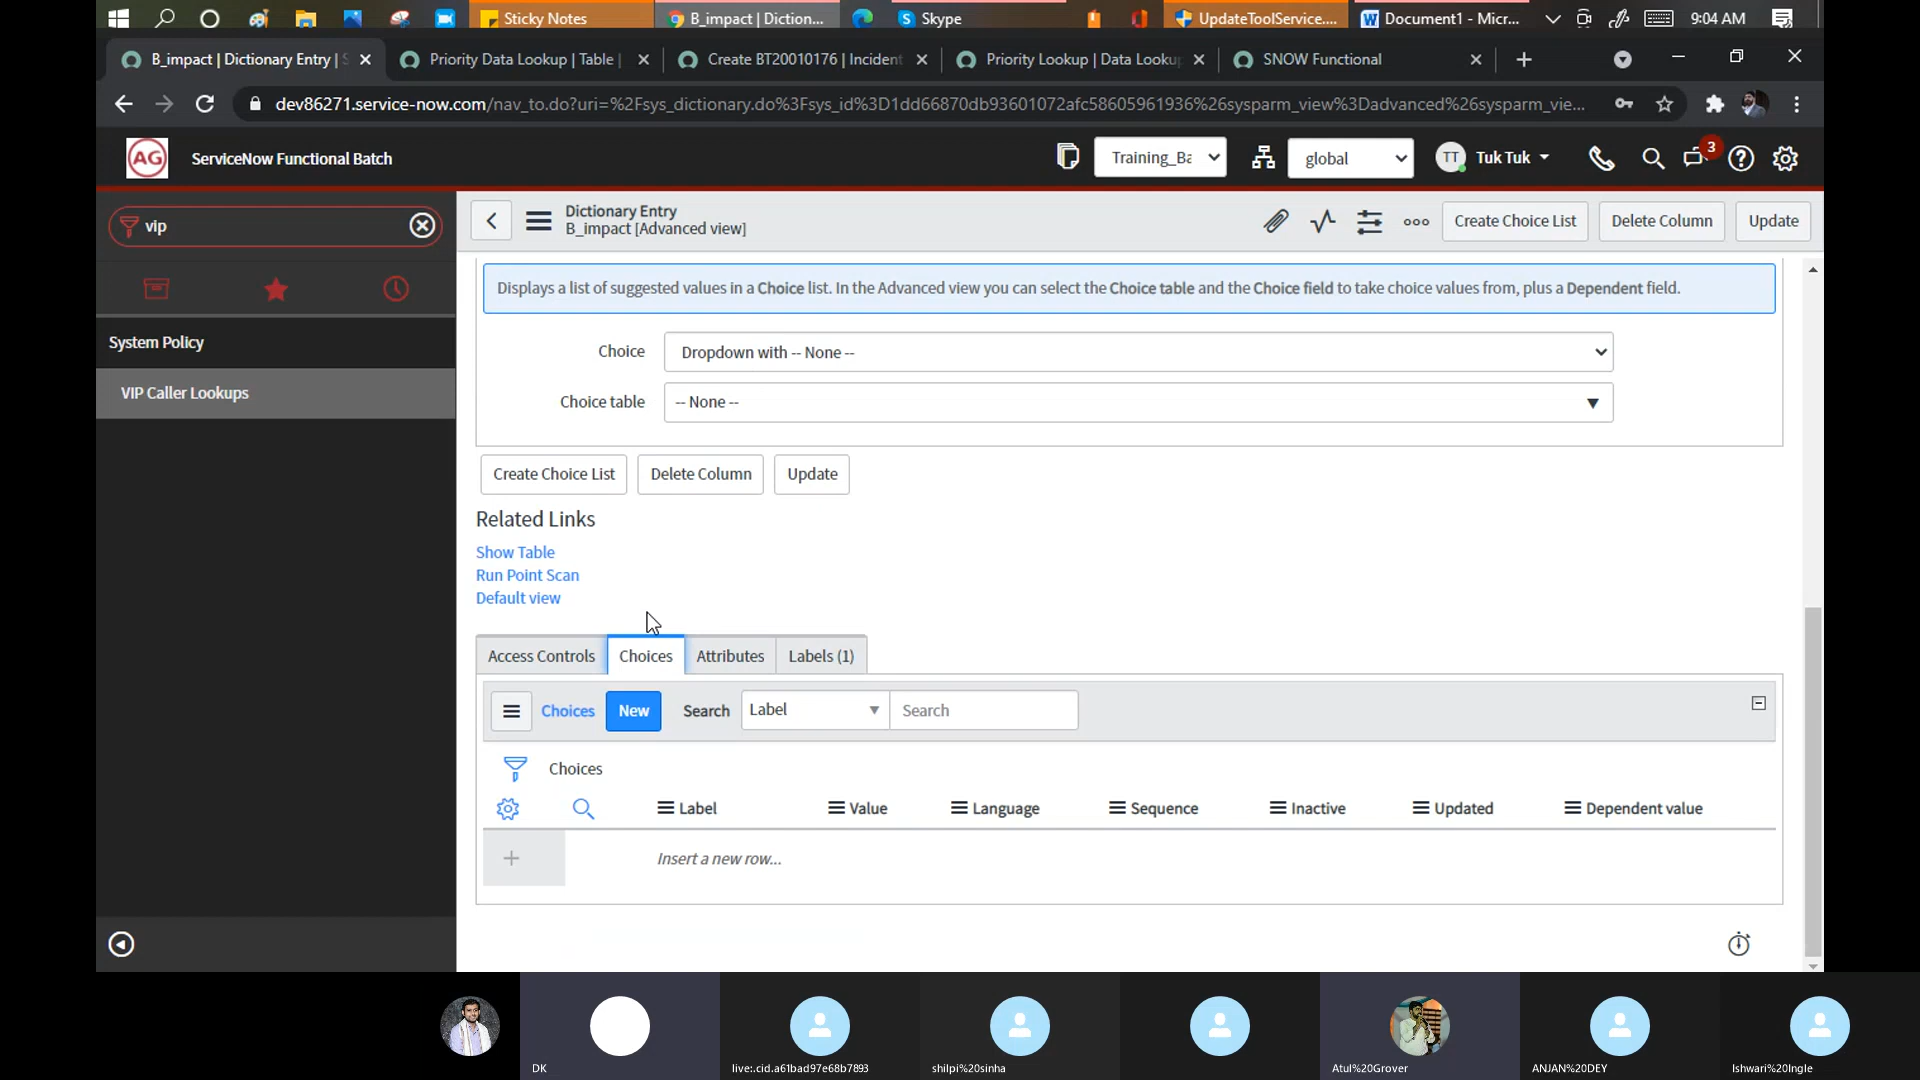 Sticky Notes
B_impact | Diction...
Skype
UpdateToolService....
Document1 - Micr...
9:04 AM
B_impact | Dictionary Entry | S
Priority Data Lookup | Table |
Create BT20010176 | Incident
Priority Lookup | Data Looku
SNOW Functional
dev86271.service-now.com/nav_to.do?uri=%2Fsys_dictionary.do%3Fsys_id%3D1dd66870db93601072afc58605961936%26sysparm_view%3Dadvanced%26sysparm_vie...
AG
ServiceNow Functional Batch
Training_Ba
global
TT
Tuk Tuk
3
vip
Dictionary Entry
B_impact [Advanced view]
Create Choice List
Delete Column
Update
System Policy
VIP Caller Lookups
Displays a list of suggested values in a Choice list. In the Advanced view you can select the Choice table and the Choice field to take choice values from, plus a Dependent field.
Choice
Dropdown with -- None --
Choice table
-- None --
Create Choice List
Delete Column
Update
Related Links
Show Table
Run Point Scan
Default view
Access Controls
Choices
Attributes
Labels (1)
Choices
New
Search
Label
Search
Choices
Label
Value
Language
Sequence
Inactive
Updated
Dependent value
Insert a new row...
DK
live:.cid.a61bad97e68b7893
shilpi%20sinha
Atul%20Grover
ANJAN%20DEY
Ishwari%20Ingle